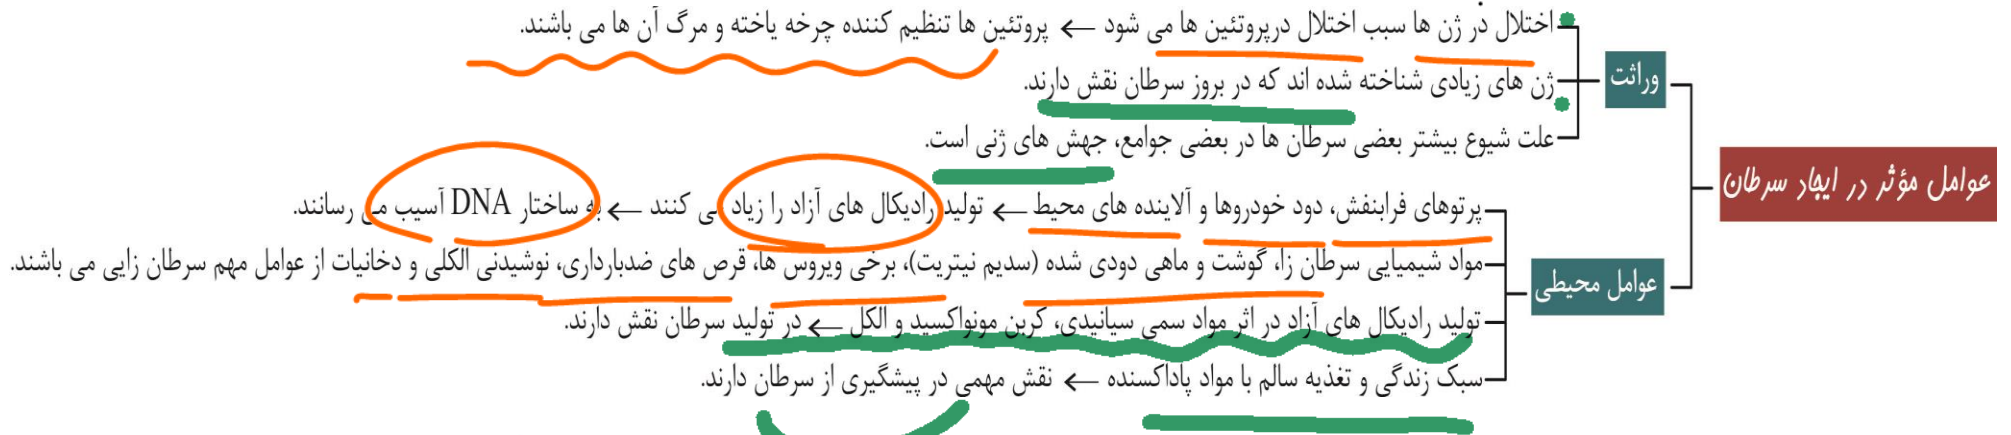 عوامل مؤثر در ایجاد سرطان
وراثت
اختلال در ژن ها سبب اختلال درپروتئین ها می شود ← پروتئین ها تنظیم کننده چرخه یاخته و مرگ آن ها می باشند.
ژن های زیادی شناخته شده اند که در بروز سرطان نقش دارند.
علت شیوع بیشتر بعضی سرطان ها در بعضی جوامع، جهش های ژنی است.
عوامل محیطی
پرتوهای فرابنفش، دود خودروها و آلاینده های محیط ← تولید رادیکال های آزاد را زیاد می کنند ← به ساختار DNA آسیب می رسانند.
مواد شیمیایی سرطان زا، گوشت و ماهی دودی شده (سدیم نیتریت)، برخی ویروس ها، قرص های ضدبارداری، نوشیدنی الکلی و دخانیات از عوامل مهم سرطان زایی می باشند.
تولید رادیکال های آزاد در اثر مواد سمی سیانیدی، کربن مونواکسید و الکل ← در تولید سرطان نقش دارند.
سبک زندگی و تغذیه سالم با مواد پاداکسنده ← نقش مهمی در پیشگیری از سرطان دارند.